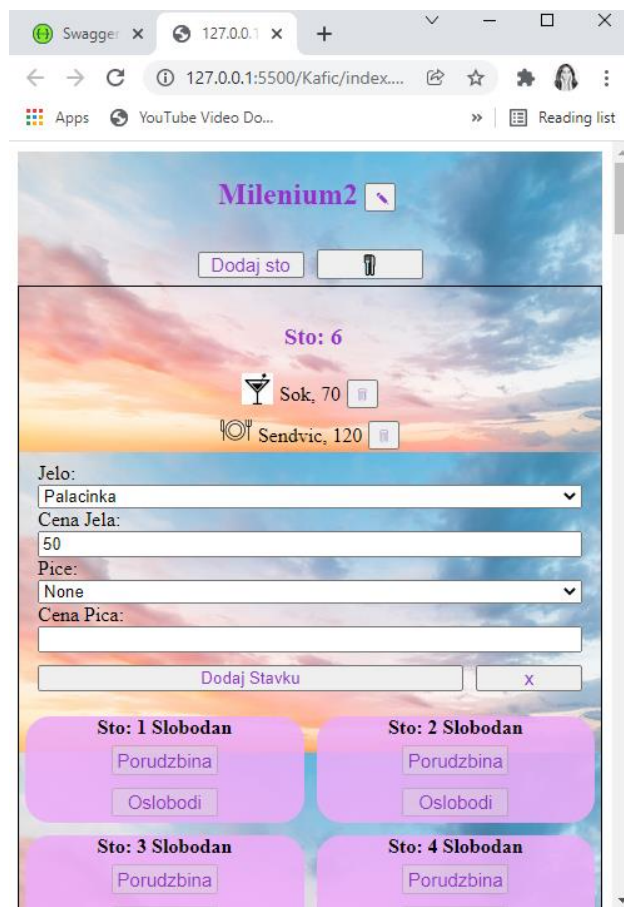 Swagger
127.0.0.1
127.0.0.1:5500/Kafic/index....
Apps YouTube Video Do... » Reading list
Milenium2
Dodaj sto
Sto: 6
Sok, 70
Sendvic, 120
Jelo:
Palacinka
Cena Jela:
50
Pice:
None
Cena Pica:
Dodaj Stavku x
Sto: 1 Slobodan Sto: 2 Slobodan
Porudzbina Porudzbina
Oslobodi Oslobodi
Sto: 3 Slobodan Sto: 4 Slobodan
Porudzbina Porudzbina